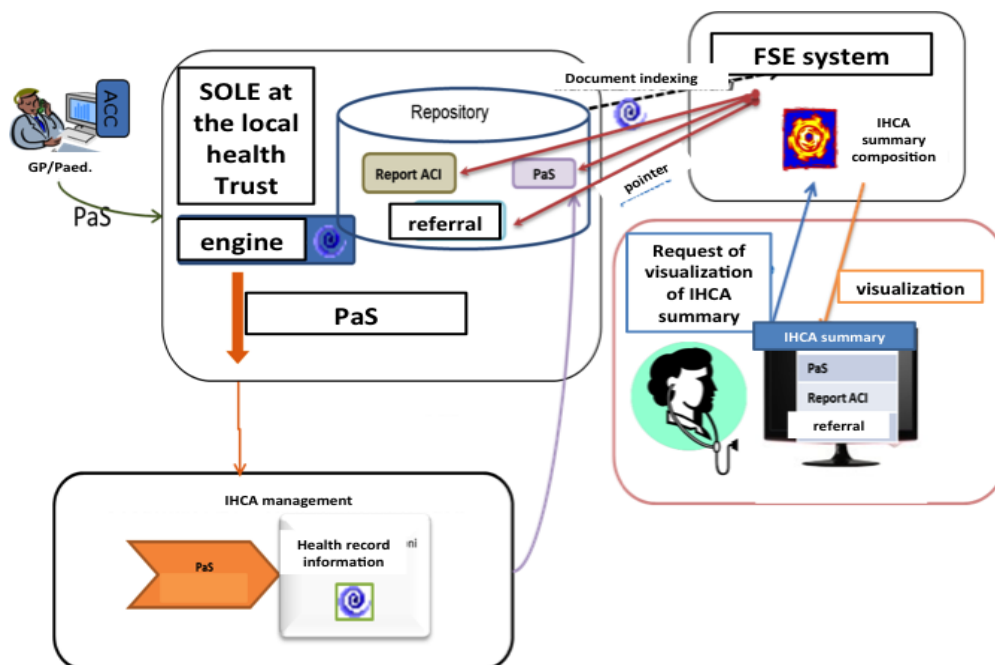 ACC
GP/Paed.
PaS
SOLE at
the local
health
Trust
engine
PaS
Repository
Report ACI
PaS
referral
Document indexing
pointer
FSE system
IHCA
summary
composition
Request of
visualization
of IHCA
summary
visualization
IHCA summary
PaS
Report ACI
referral
IHCA management
PaS
Health record
information